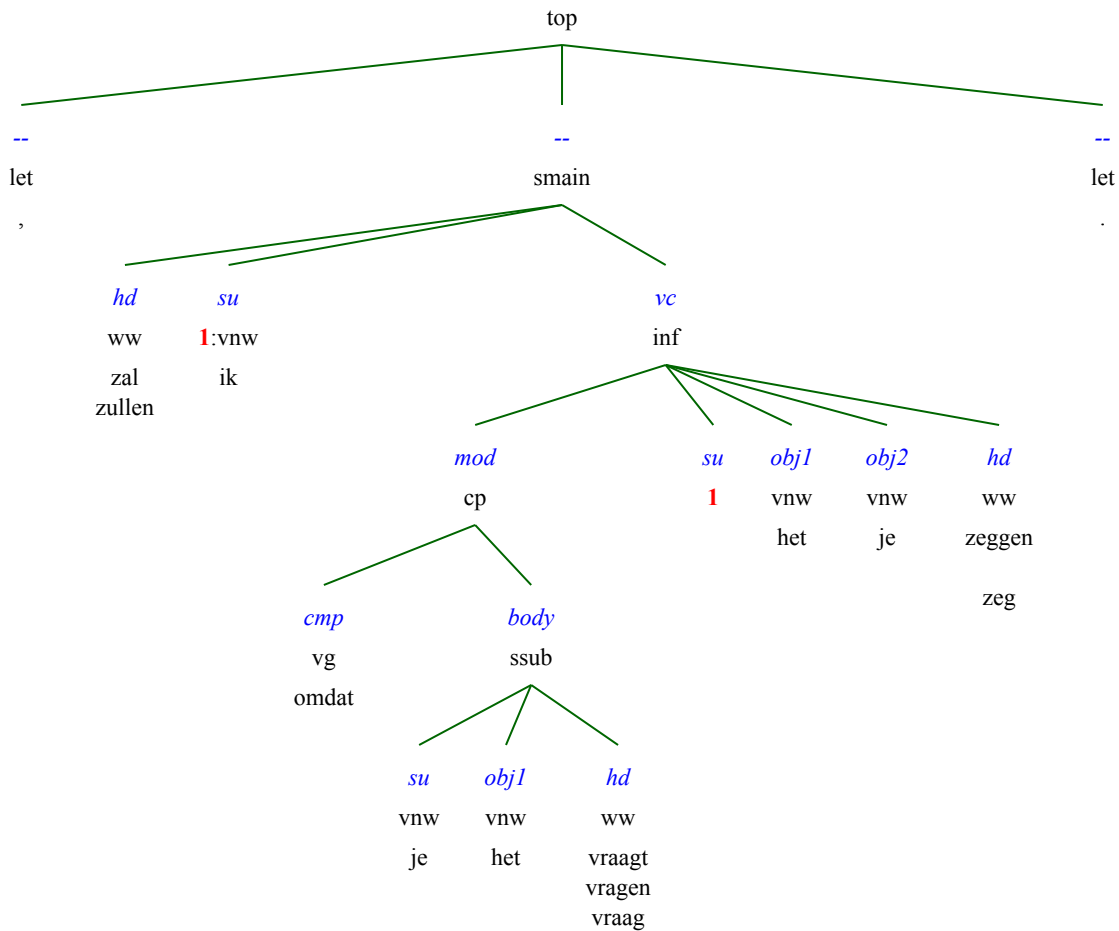 top
-- -- --
let smain let
, .
hd su vc
ww 1:vnw inf
zal ik
zullen
mod su obj1 obj2 hd
cp 1 vnw vnw ww
het je zeggen
cmp body
zeg
vg ssub
omdat
su obj1 hd
vnw vnw ww
je het vraagt
vragen
vraag